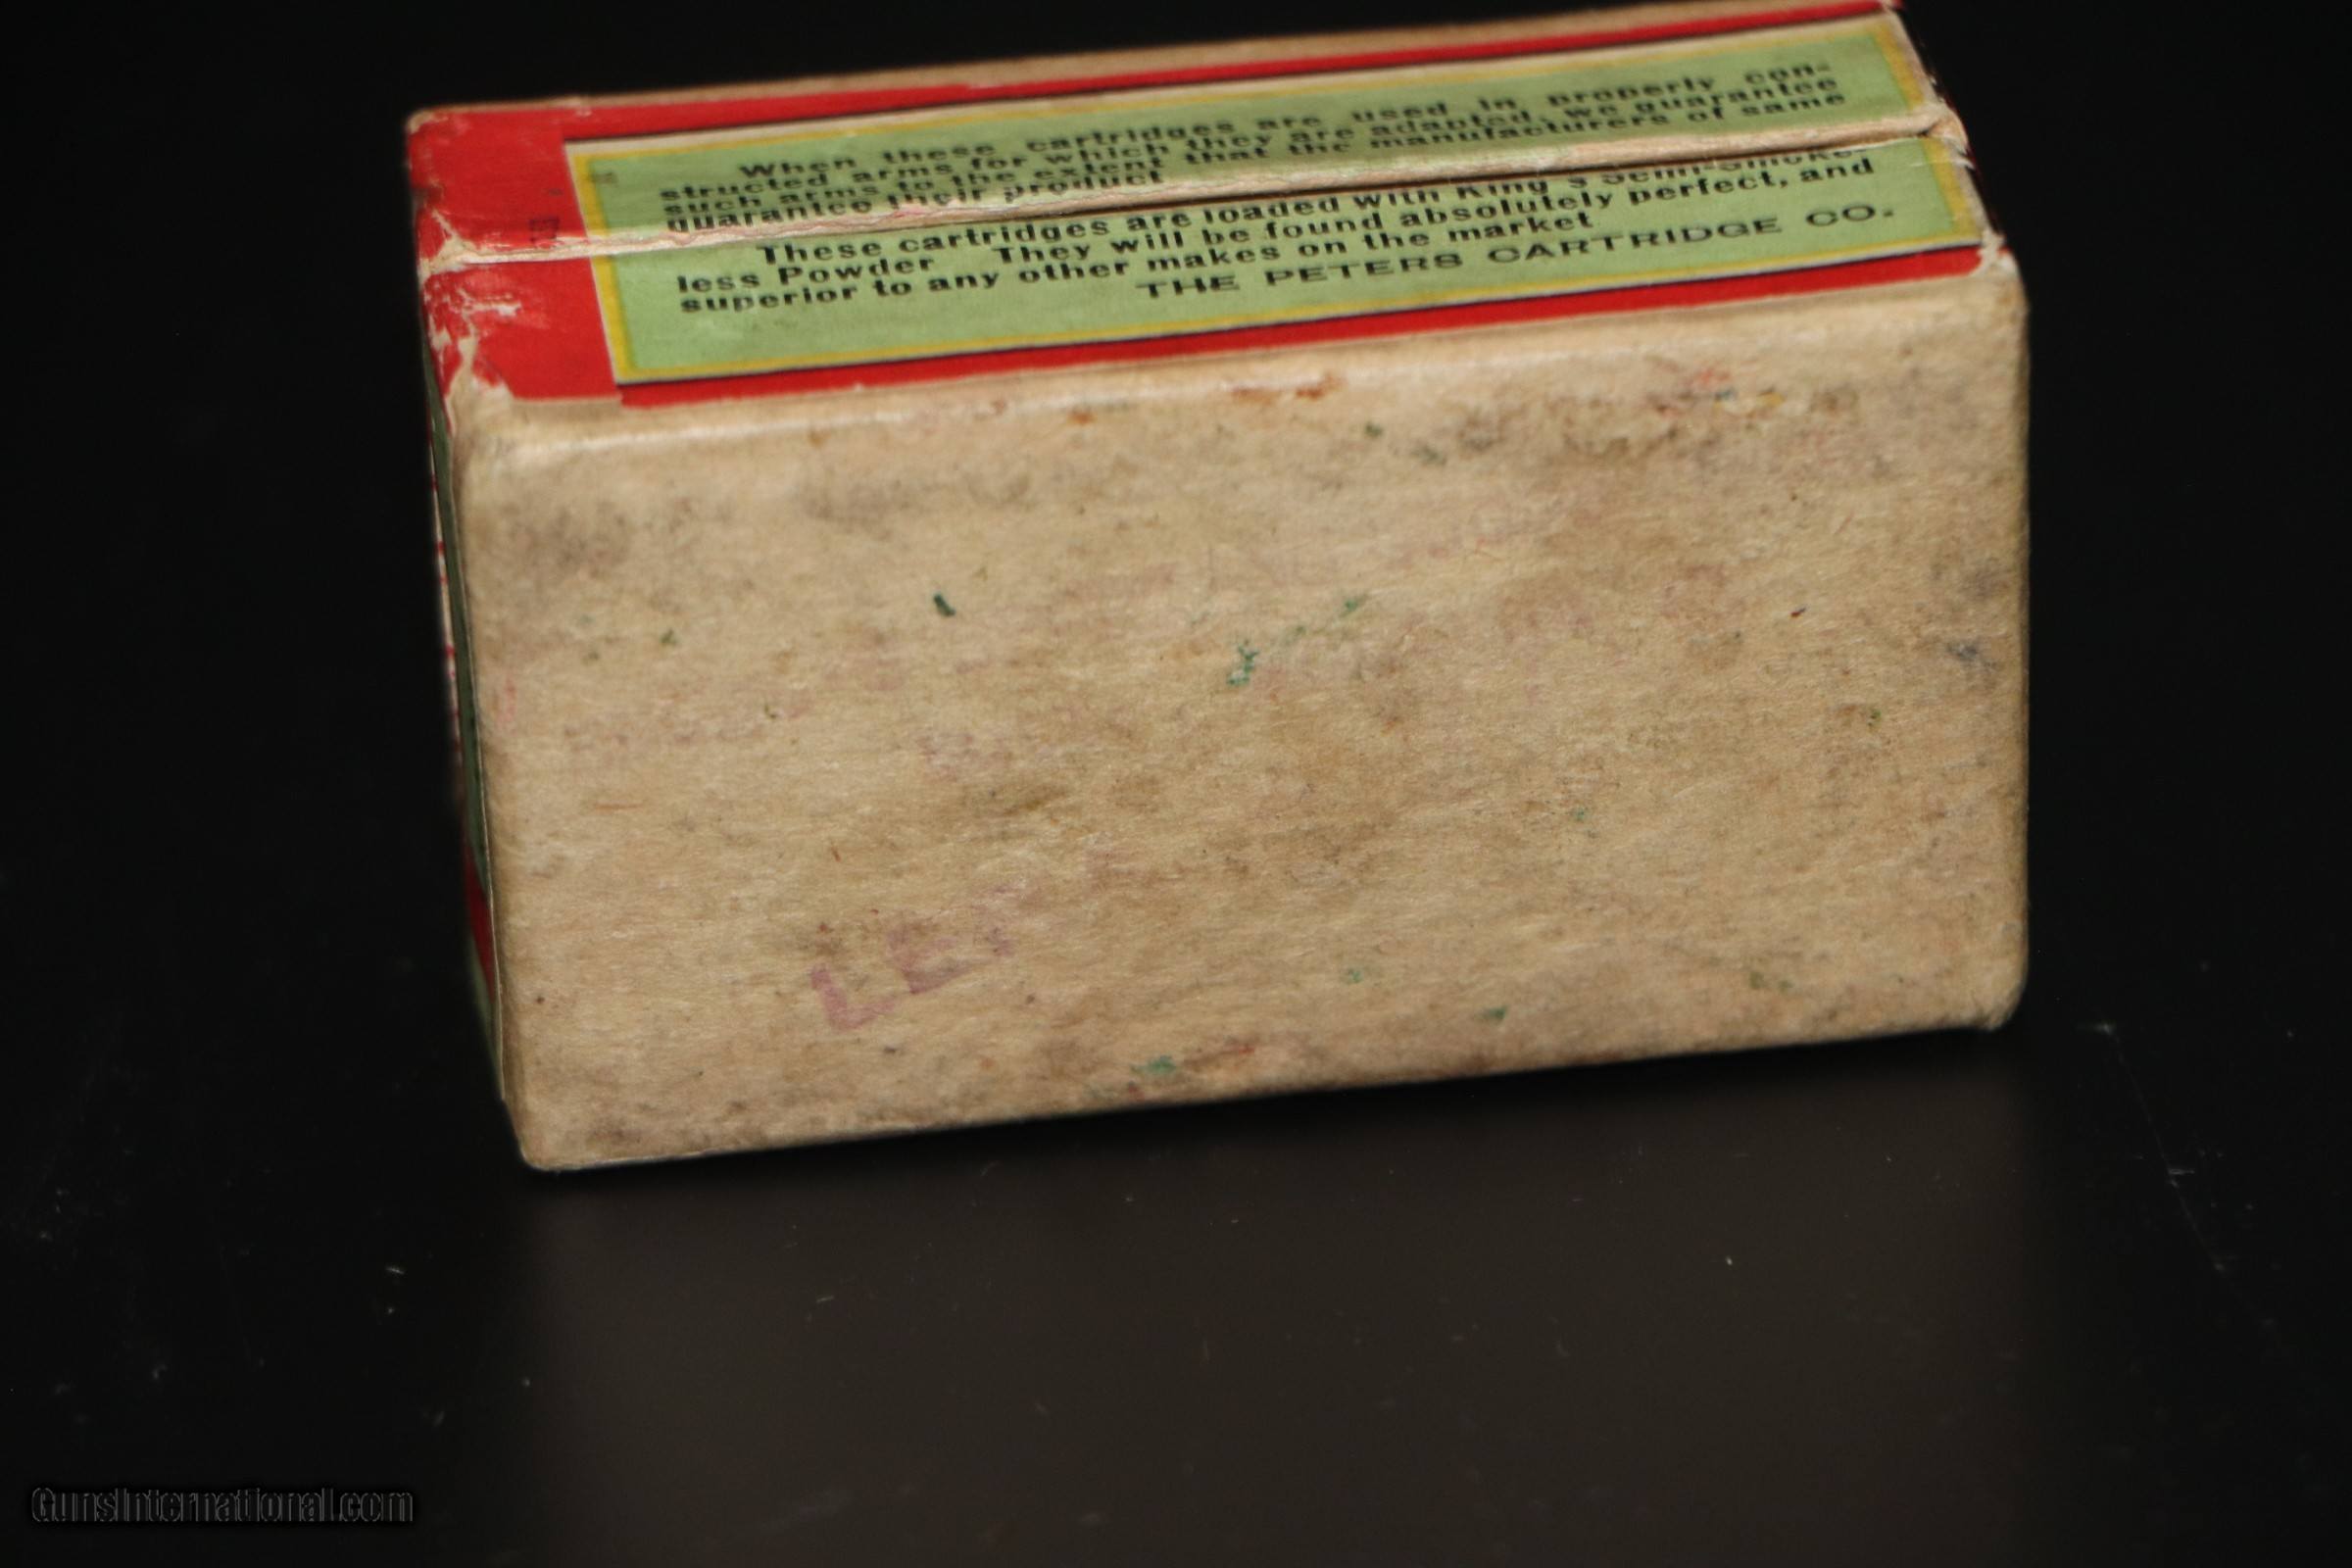 When these cartridges are used in properly con-
structed arms for which they are adapted, we guarantee
such arms to the extent that the manufacturers of same
guarantee their product
These cartridges are loaded with King's Semi-Smoke-
less Powder They will be found absolutely perfect, and
superior to any other makes on the market
THE PETERS CARTRIDGE CO.
GunsInternational.com